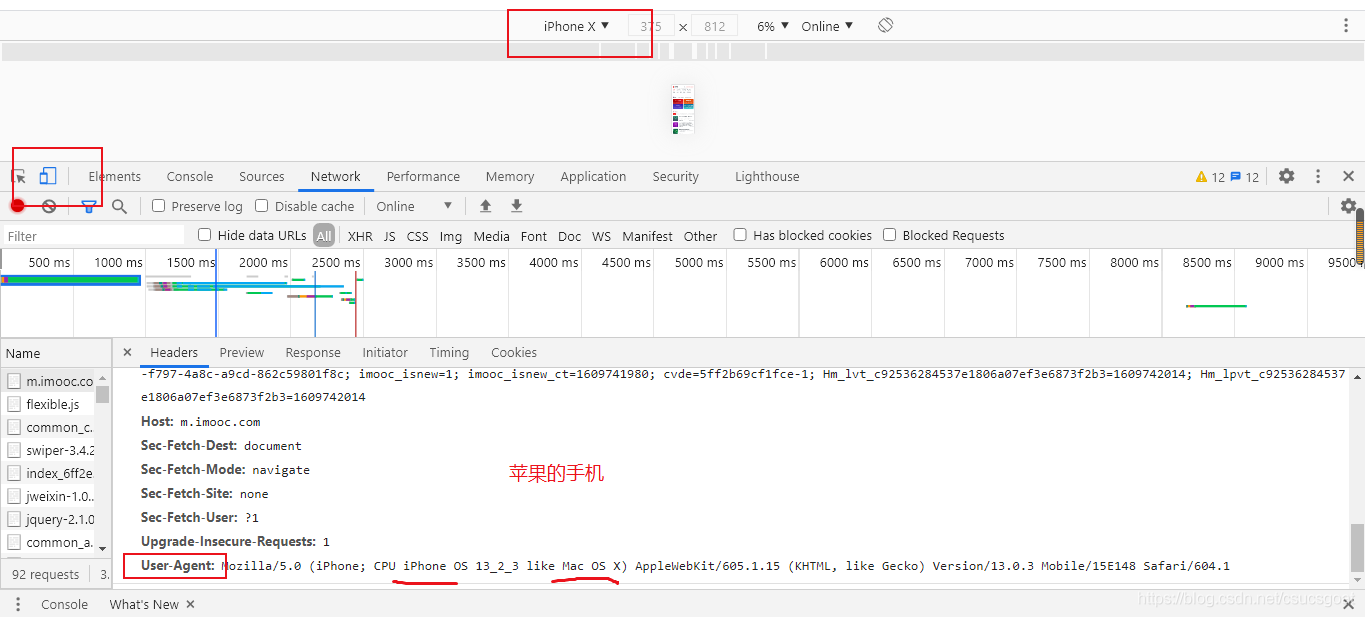 iPhone X ▼ 375 × 812 6% ▼ Online ▼
Elements Console Sources Network Performance Memory Application Security Lighthouse 12 12
Preserve log Disable cache Online ▼
Filter Hide data URLs All XHR JS CSS Img Media Font Doc WS Manifest Other Has blocked cookies Blocked Requests
500 ms 1000 ms 1500 ms 2000 ms 2500 ms 3000 ms 3500 ms 4000 ms 4500 ms 5000 ms 5500 ms 6000 ms 6500 ms 7000 ms 7500 ms 8000 ms 8500 ms 9000 ms 9500
Name × Headers Preview Response Initiator Timing Cookies
m.imooc.co
flexible.js
common_c.
swiper-3.4.2
index_6ff2e
jweixin-1.0..
jquery-2.1.0
common_a.
92 requests 3.
-f797-4a8c-a9cd-862c59801f8c; imooc_isnew=1; imooc_isnew_ct=1609741980; cvde=5ff2b69cf1fce-1; Hm_lvt_c92536284537e1806a07ef3e6873f2b3=1609742014; Hm_lpvt_c92536284537
e1806a07ef3e6873f2b3=1609742014
Host: m.imooc.com
Sec-Fetch-Dest: document
Sec-Fetch-Mode: navigate
苹果的手机
Sec-Fetch-Site: none
Sec-Fetch-User: ?1
Upgrade-Insecure-Requests: 1
User-Agent: Mozilla/5.0 (iPhone; CPU iPhone OS 13_2_3 like Mac OS X) AppleWebKit/605.1.15 (KHTML, like Gecko) Version/13.0.3 Mobile/15E148 Safari/604.1
Console What's New ×